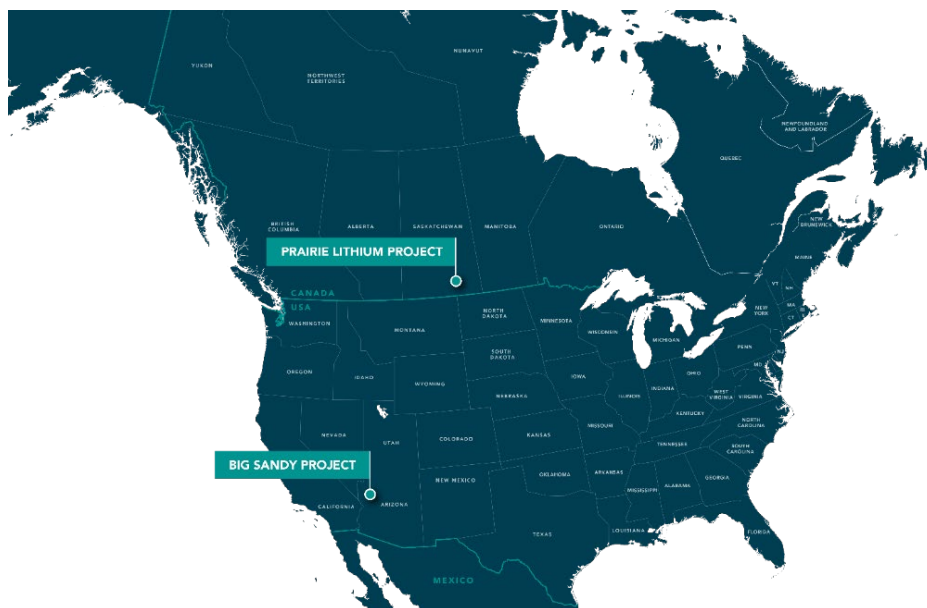 NUNAVUT
YUKON
NORTHWEST
TERRITORIES
NEWFOUNDLAND
AND LABRADOR
QUEBEC
BRITISH
COLUMBIA
ALBERTA
SASKATCHEWAN
MANITOBA
ONTARIO
NEW
BRUNSWICK
PRAIRIE LITHIUM PROJECT
MAINE
CANADA
USA
VT
NH
MA
CT
NEW
YORK
WASHINGTON
MONTANA
NORTH
DAKOTA
MINNESOTA
WISCONSIN
MICHIGAN
PENN
NJ
OREGON
IDAHO
WYOMING
SOUTH
DAKOTA
IOWA
OHIO
MD
NEBRASKA
ILLINOIS
INDIANA
WEST
VIRGINIA
VIRGINIA
NEVADA
UTAH
COLORADO
KANSAS
MISSOURI
KENTUCKY
NORTH
CAROLINA
TENNESSEE
SOUTH
CAROLINA
BIG SANDY PROJECT
CALIFORNIA
ARIZONA
NEW MEXICO
OKLAHOMA
ARKANSAS
MISSISSIPPI
ALABAMA
GEORGIA
TEXAS
LOUISIANA
FLORIDA
MEXICO